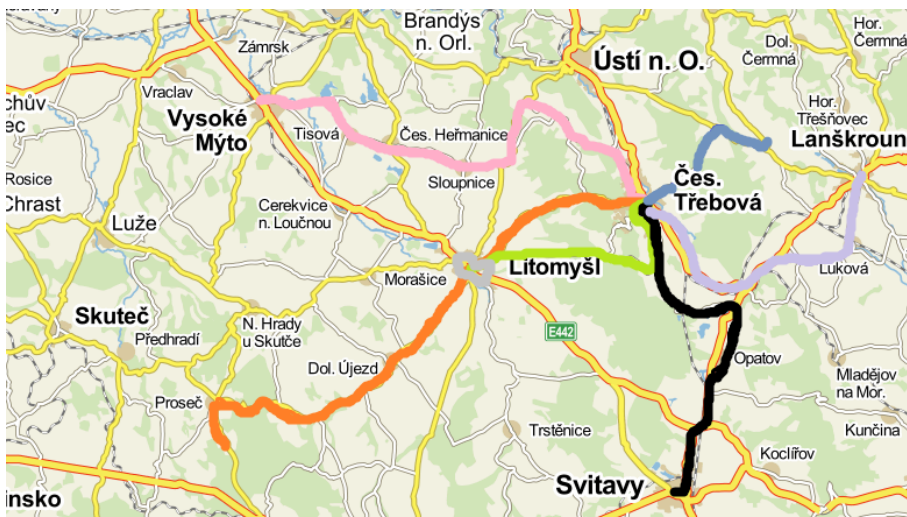 Brandýs
n. Orl.
Hor.
Čermná
Dol.
Čermná
Zámrsk
Ústí n. O.
Vraclav
chův
ec
Vysoké
Mýto
Tisová
Čes. Heřmanice
Hor.
Třešňovec
Lanškroun
Rosice
Chrast
Sloupnice
Čes.
Třebová
Luže
Cerekvice
n. Loučnou
Morašice
Litomyšl
Luková
Skuteč
Předhradí
N. Hrady
u Skutče
E442
Dol. Újezd
Opatov
Mladějov
na Mor.
Proseč
Trstěnice
Kunčina
Koclířov
Svitavy
insko